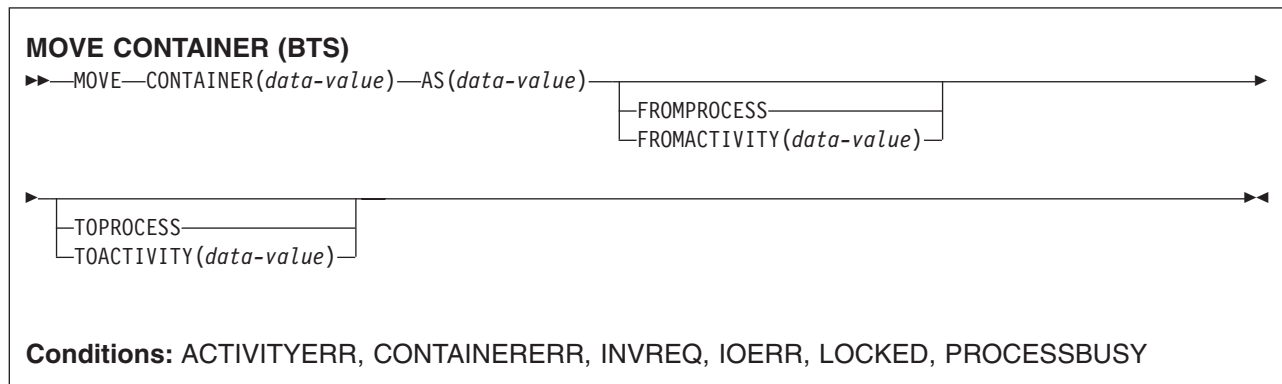 MOVE CONTAINER (BTS)
MOVE CONTAINER(data-value) AS(data-value)
FROMPROCESS
FROMACTIVITY(data-value)
TOPROCESS
TOACTIVITY(data-value)
Conditions: ACTIVITYERR, CONTAINERERR, INVREQ, IOERR, LOCKED, PROCESSBUSY